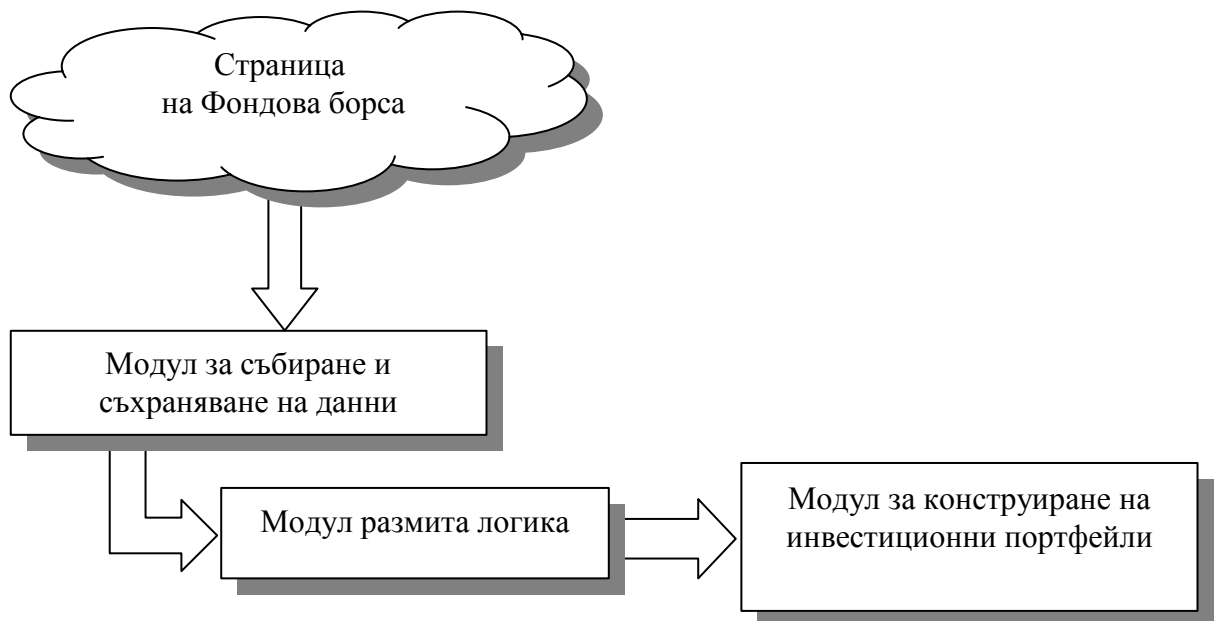 Страница
на Фондова борса
Модул за събиране и
съхраняване на данни
Модул размита логика
Модул за конструиране на
инвестиционни портфейли